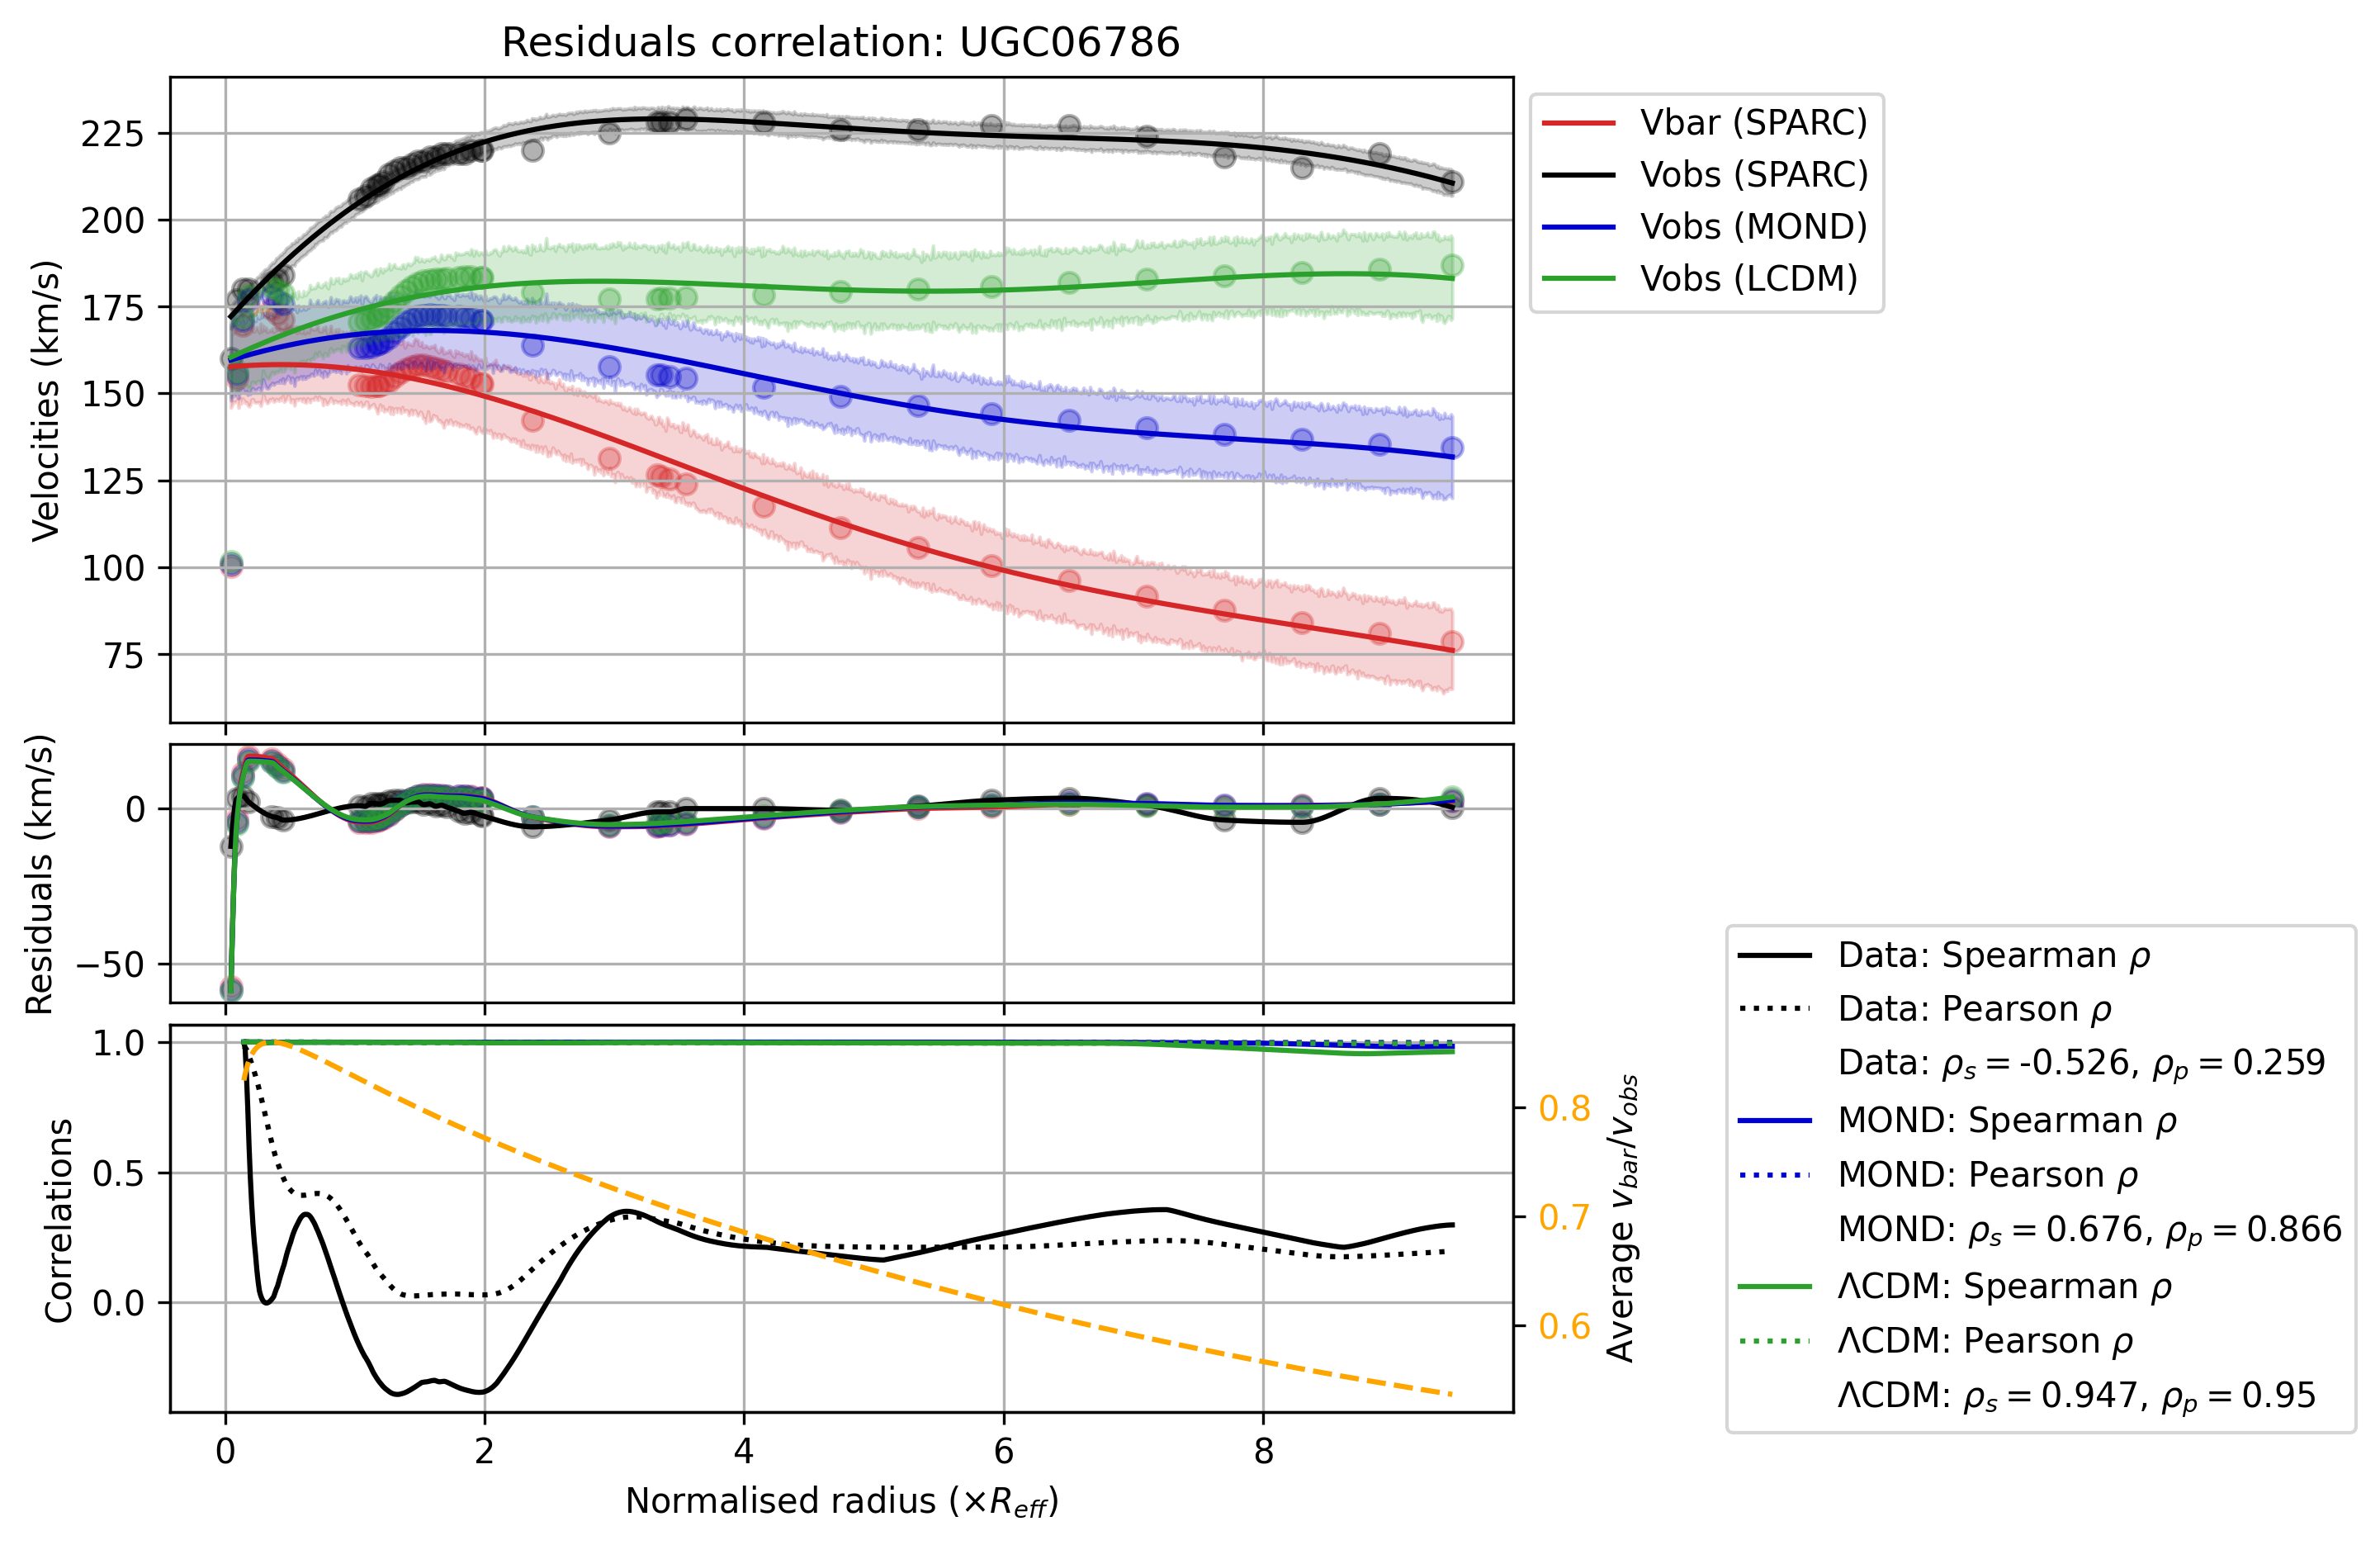 Residuals correlation: UGC06786
Velocities (km/s)
225
200
175
150
125
100
75
Vbar (SPARC)
Vobs (SPARC)
Vobs (MOND)
Vobs (LCDM)
Residuals (km/s)
0
−50
Correlations
1.0
0.5
0.0
0.8
0.7
0.6
Average v_bar/v_obs
0 2 4 6 8
Normalised radius (×R_eff)
Data: Spearman ρ
Data: Pearson ρ
Data: ρ_s = -0.526, ρ_p = 0.259
MOND: Spearman ρ
MOND: Pearson ρ
MOND: ρ_s = 0.676, ρ_p = 0.866
ΛCDM: Spearman ρ
ΛCDM: Pearson ρ
ΛCDM: ρ_s = 0.947, ρ_p = 0.95